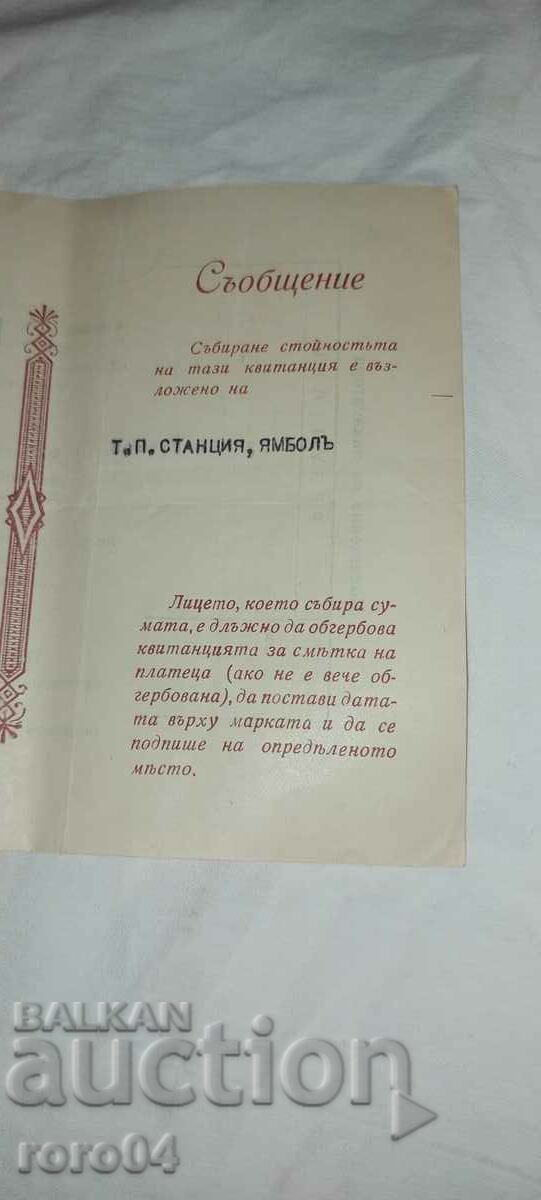 Съобщение
Събиране стойностьта
на тази квитанция е въз-
ложено на
Т.П. СТАНЦИЯ, ЯМБОЛЪ
Лицето, което събира су-
мата, е длъжно да обгербова
квитанцията за смѣтка на
платеца (ако не е вече об-
гербована), да постави дата-
та върху марката и да се
подпише на опредѣленото
мѣсто.
BALKAN
auction
roro04